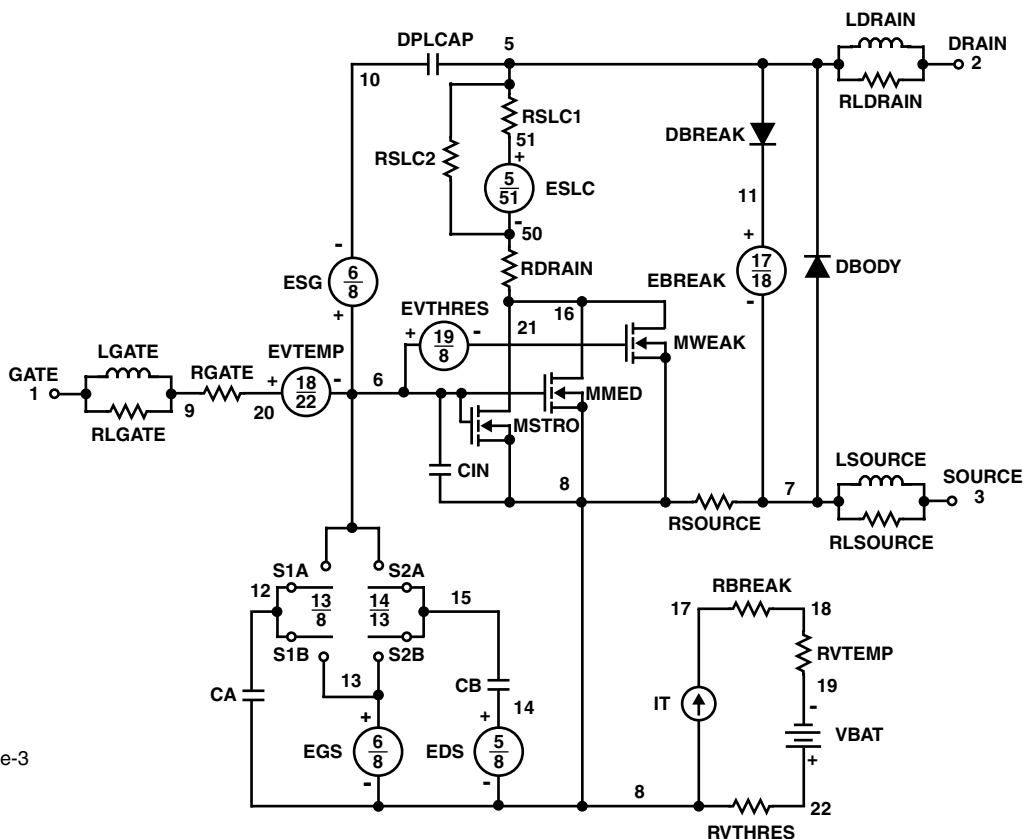 LDRAIN
DPLCAP 5 DRAIN
2
10
RLDRAIN
RSLC1
DBREAK
51
RSLC2
+
5
51
ESLC
11
-
50
-
+
17
18
6
8
ESG
RDRAIN
EBREAK
DBODY
EVTHRES
-
+
16
21
+
-
19
8
MWEAK
LGATE
EVTEMP
GATE
1
RGATE
+
18
22
-
6
MMED
9
20
MSTRO
RLGATE
LSOURCE
CIN
SOURCE
3
8
7
RSOURCE
RLSOURCE
S1A
S2A
12
13
8
14
13
15
RBREAK
17
18
S1B
S2B
RVTEMP
13
CB
19
CA
14
IT
-
+
+
VBAT
EGS
6
8
EDS
5
8
+
e-3
-
-
8
22
RVTHRES